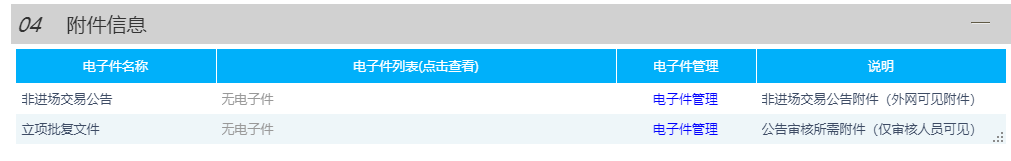 04 附件信息
电子件名称 电子件列表(点击查看) 电子件管理 说明
非进场交易公告 无电子件 电子件管理 非进场交易公告附件（外网可见附件）
立项批复文件 无电子件 电子件管理 公告审核所需附件（仅审核人员可见）